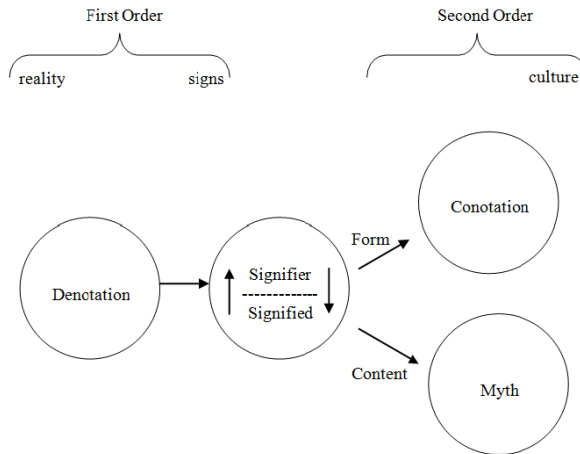 First Order
Second Order
reality
signs
culture
Conotation
Form
Denotation
Signifier
-------------
Signified
Content
Myth